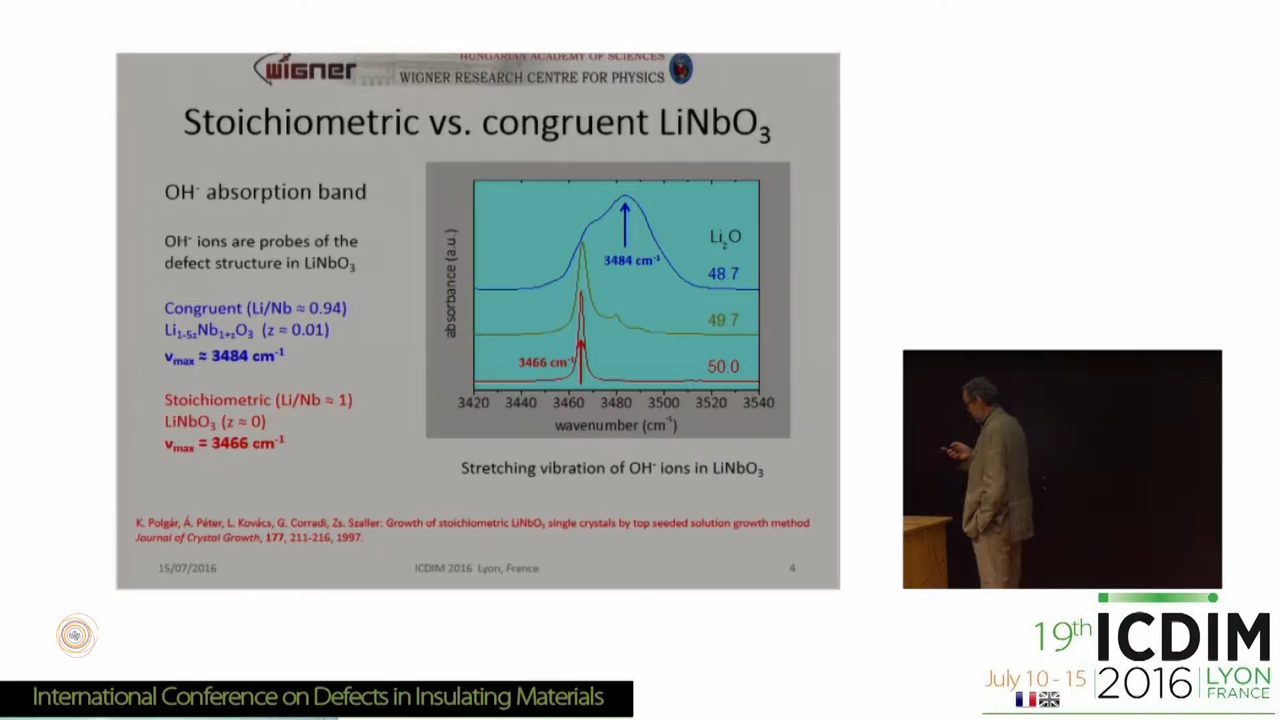 WIGNER
HUNGARIAN ACADEMY OF SCIENCES
WIGNER RESEARCH CENTRE FOR PHYSICS
Stoichiometric vs. congruent LiNbO₃
OH⁻ absorption band
OH⁻ ions are probes of the
defect structure in LiNbO₃
Congruent (Li/Nb ≈ 0.94)
Li₁₋₅zNb₁₊zO₃ (z ≈ 0.01)
νmax ≈ 3484 cm⁻¹
Stoichiometric (Li/Nb ≈ 1)
LiNbO₃ (z ≈ 0)
νmax = 3466 cm⁻¹
absorbance (a.u.)
Li₂O
3484 cm⁻¹
48 7
49 7
3466 cm⁻¹
50.0
3420 3440 3460 3480 3500 3520 3540
wavenumber (cm⁻¹)
Stretching vibration of OH⁻ ions in LiNbO₃
K. Polgár, Á. Péter, L. Kovács, G. Corradi, Zs. Szaller: Growth of stoichiometric LiNbO₃ single crystals by top seeded solution growth method
Journal of Crystal Growth, 177, 211-216, 1997.
15/07/2016
ICDIM 2016 Lyon, France
4
19th ICDIM
July 10 - 15 2016 LYON
FRANCE
International Conference on Defects in Insulating Materials